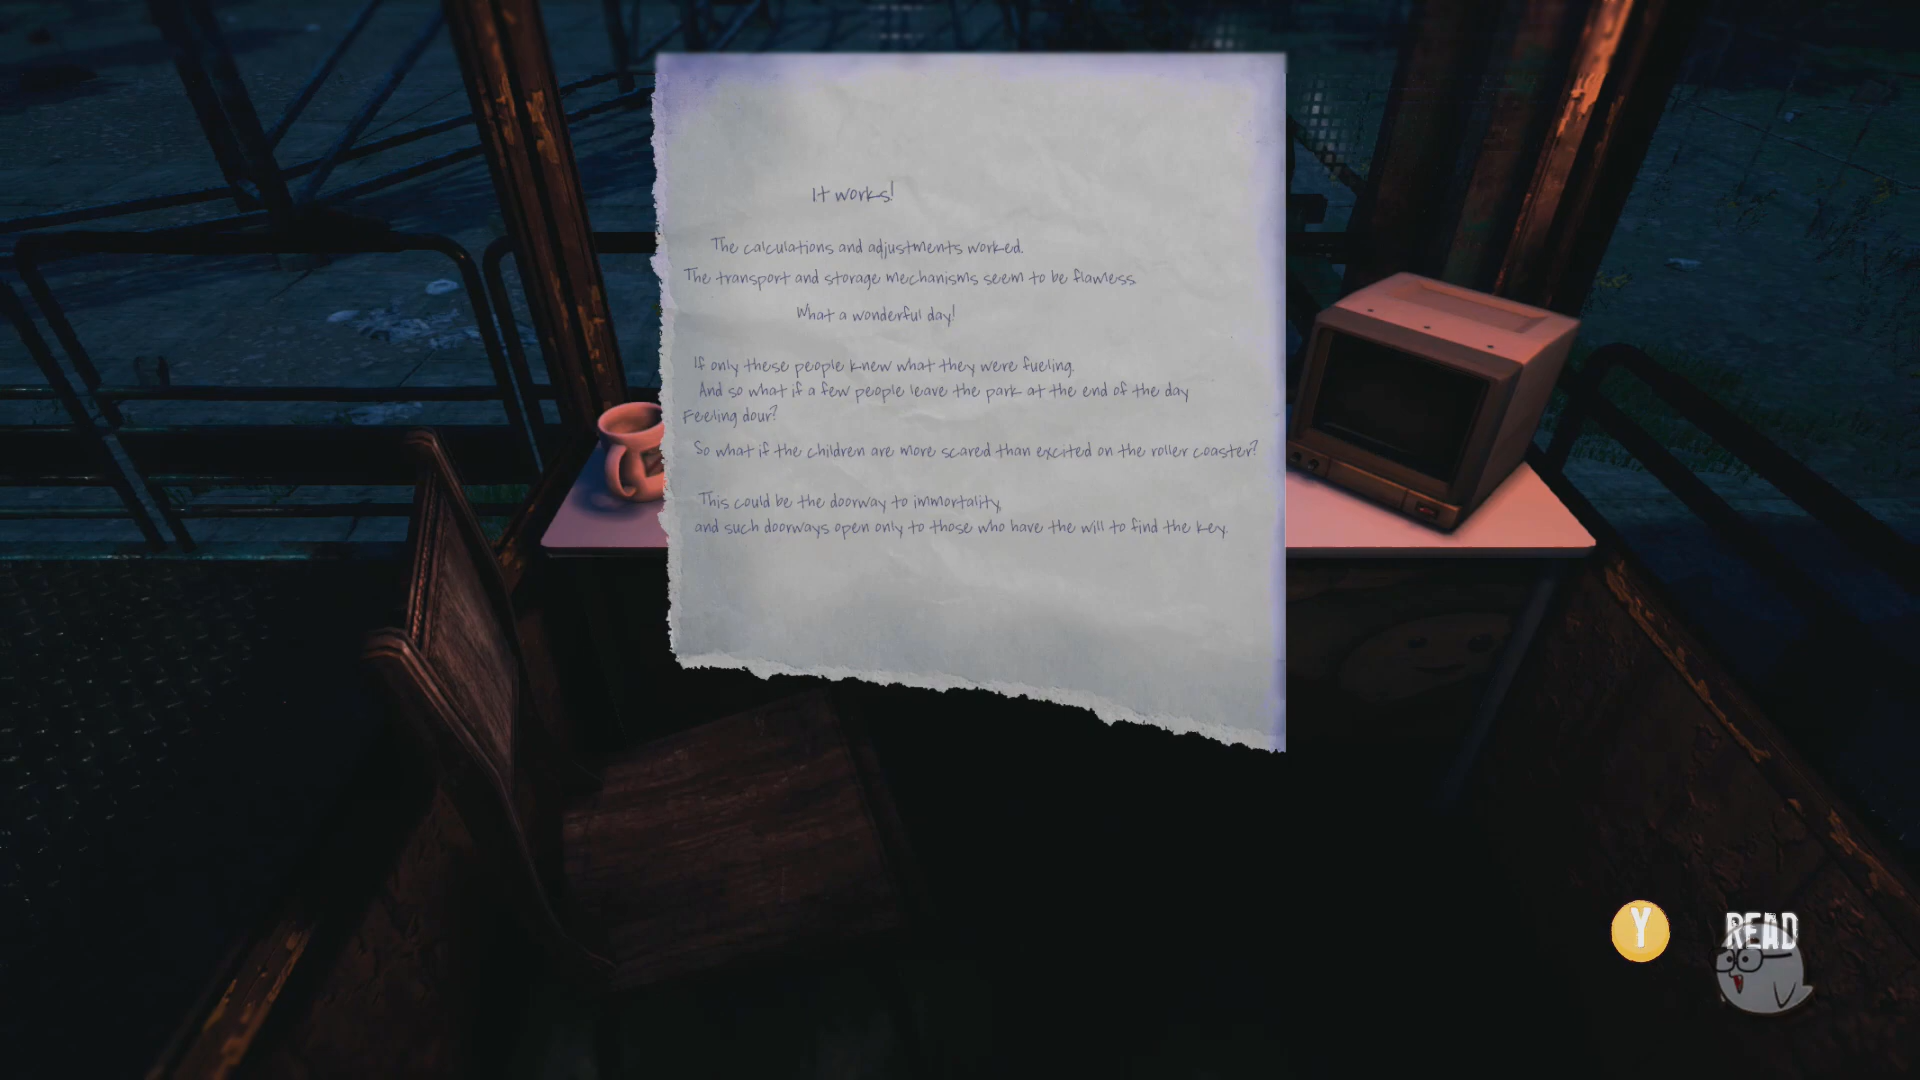 It works!
The calculations and adjustments worked.
The transport and storage mechanisms seem to be flawless.
What a wonderful day!
If only these people knew what they were fueling.
And so what if a few people leave the park at the end of the day
Feeling dour?
So what if the children are more scared than excited on the roller coaster?
This could be the doorway to immortality,
and such doorways open only to those who have the will to find the key.
Y READ